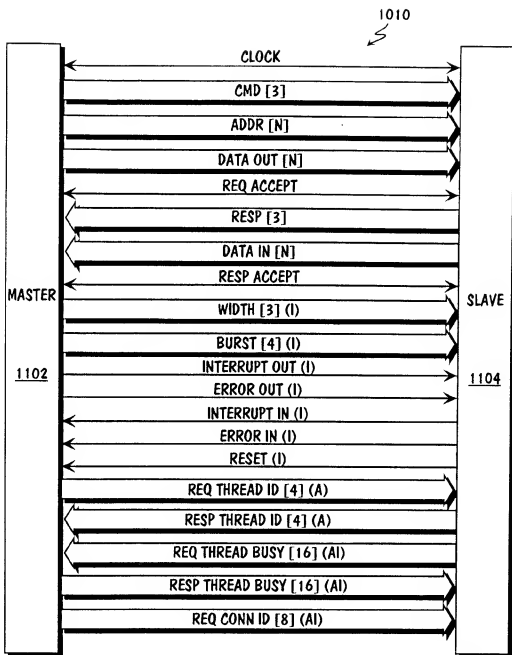 1010
CLOCK
CMD [3]
ADDR [N]
DATA OUT [N]
REQ ACCEPT
RESP [3]
DATA IN [N]
RESP ACCEPT
MASTER
SLAVE
WIDTH [3] (I)
BURST [4] (I)
1102
1104
INTERRUPT OUT (I)
ERROR OUT (I)
INTERRUPT IN (I)
ERROR IN (I)
RESET (I)
REQ THREAD ID [4] (A)
RESP THREAD ID [4] (A)
REQ THREAD BUSY [16] (AI)
RESP THREAD BUSY [16] (AI)
REQ CONN ID [8] (AI)